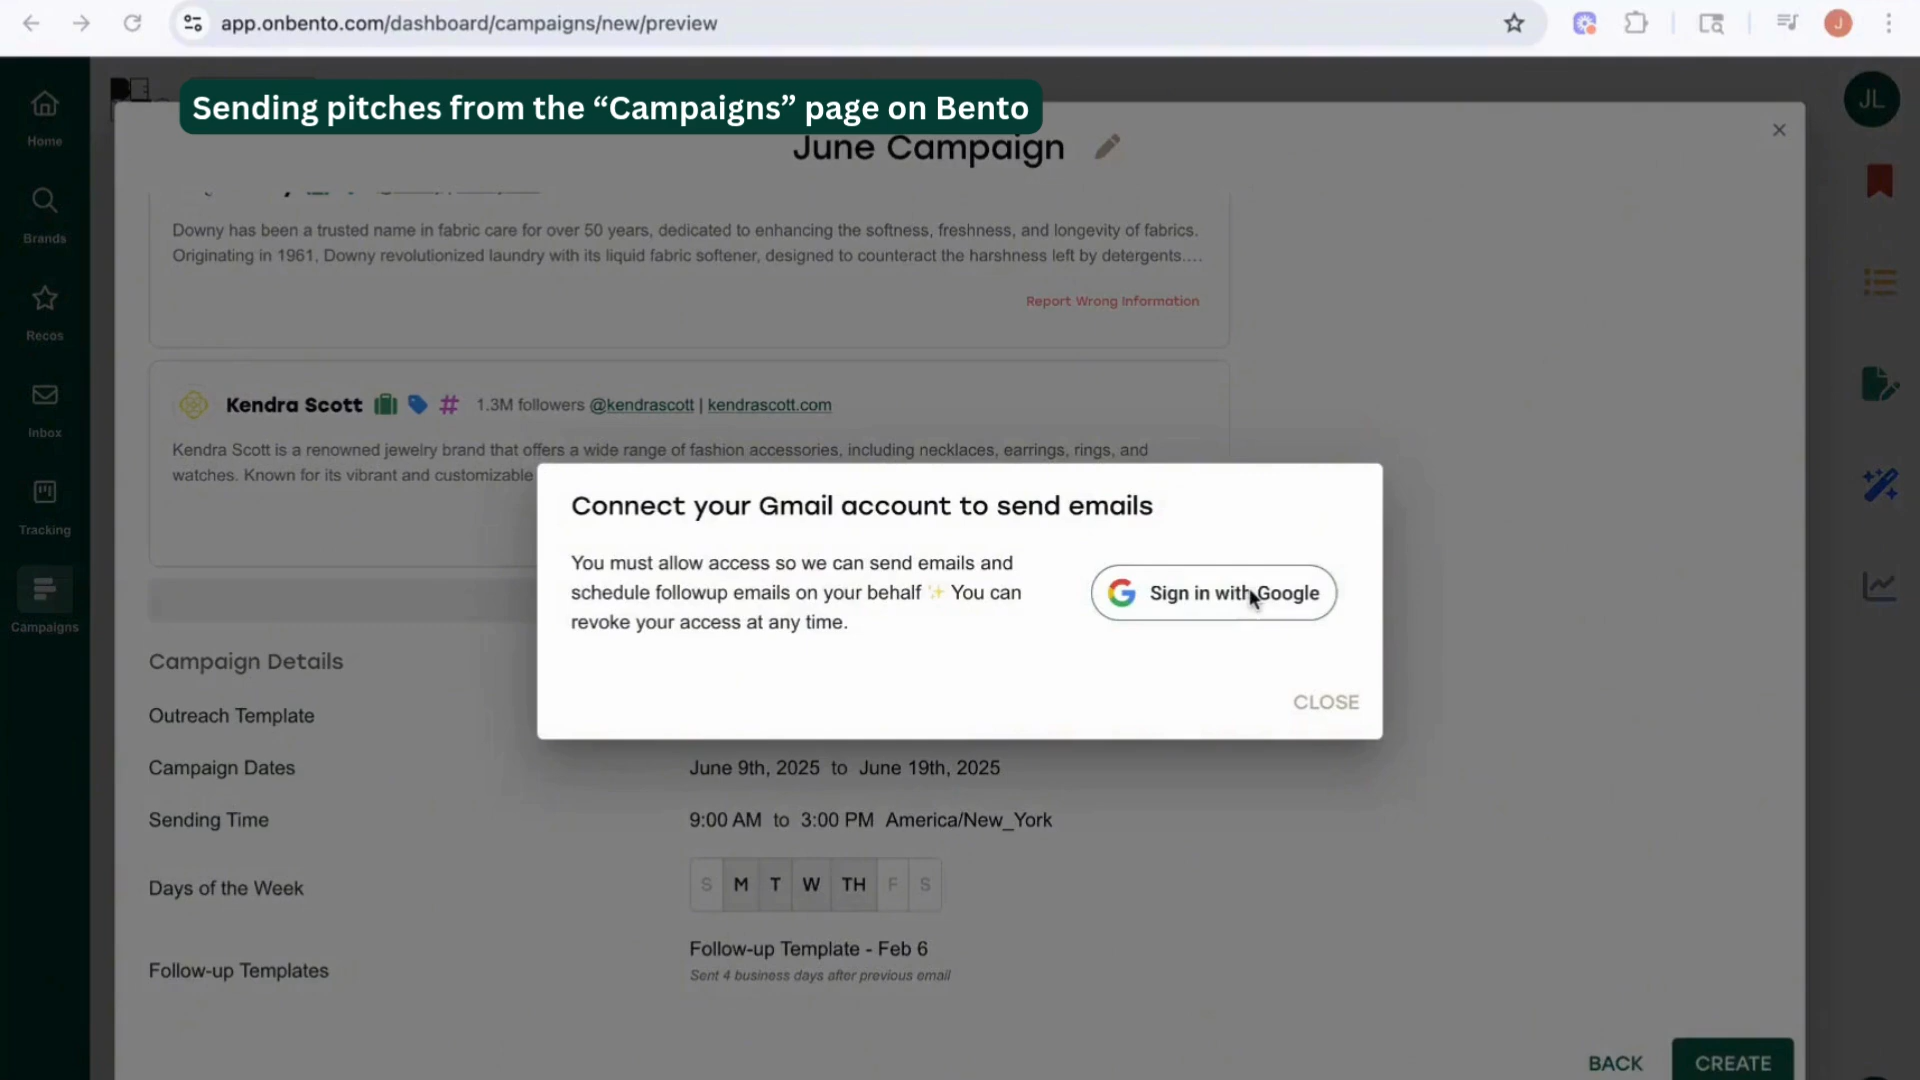 app.onbento.com/dashboard/campaigns/new/preview
J
Sending pitches from the “Campaigns” page on Bento
JL
June Campaign
Home
Brands
Recos
Inbox
Tracking
Campaigns
Downy has been a trusted name in fabric care for over 50 years, dedicated to enhancing the softness, freshness, and longevity of fabrics.
Originating in 1961, Downy revolutionized laundry with its liquid fabric softener, designed to counteract the harshness left by detergents....
Report Wrong Information
Kendra Scott # 1.3M followers @kendrascott | kendrascott.com
Kendra Scott is a renowned jewelry brand that offers a wide range of fashion accessories, including necklaces, earrings, rings, and
watches. Known for its vibrant and customizable
Connect your Gmail account to send emails
You must allow access so we can send emails and
schedule followup emails on your behalf ✨ You can
revoke your access at any time.
Sign in with Google
CLOSE
Campaign Details
Outreach Template
Campaign Dates June 9th, 2025 to June 19th, 2025
Sending Time 9:00 AM to 3:00 PM America/New_York
Days of the Week S M T W TH F S
Follow-up Templates Follow-up Template - Feb 6
Sent 4 business days after previous email
BACK CREATE